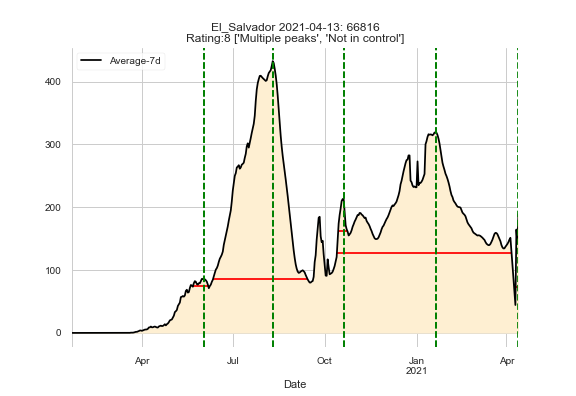 El_Salvador 2021-04-13: 66816
Rating:8 ['Multiple peaks', 'Not in control']
Average-7d
400
300
200
100
0
Apr Jul Oct Jan Apr
2021
Date